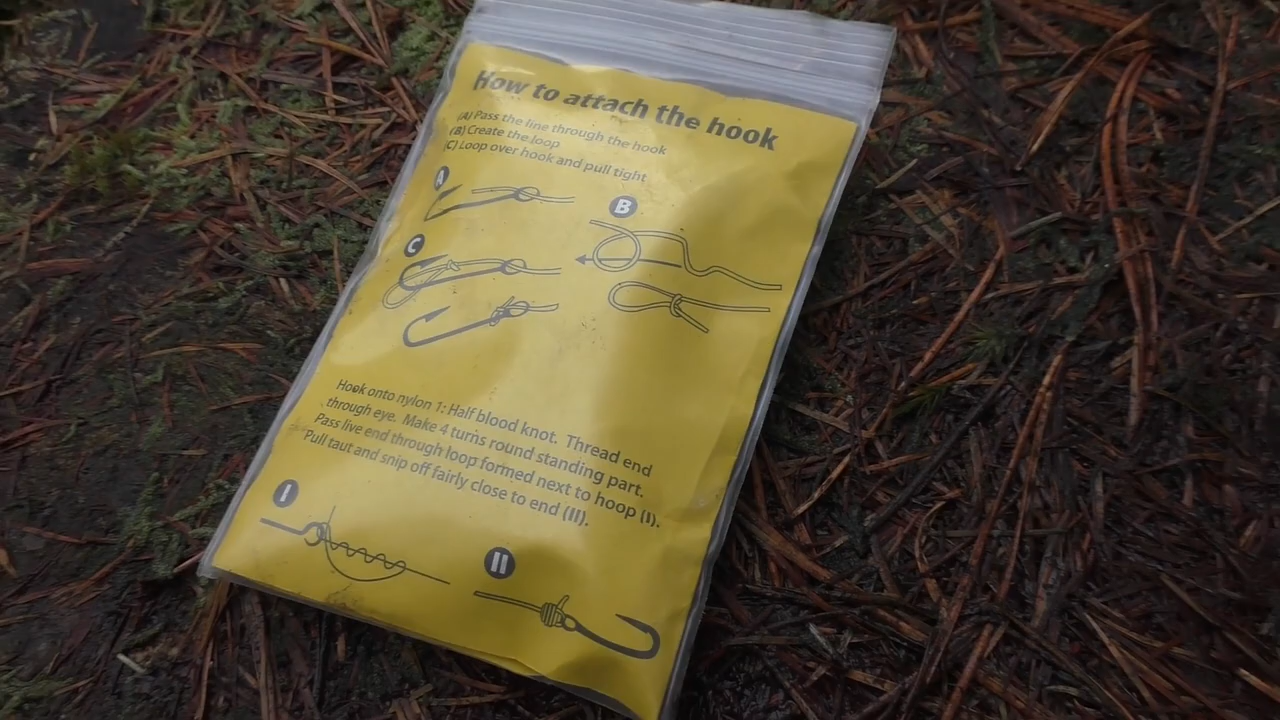 How to attach the hook
(A) Pass the line through the hook
(B) Create the loop
(C) Loop over hook and pull tight
A
B
C
Hook onto nylon 1: Half blood knot. Thread end
through eye. Make 4 turns round standing part.
Pass live end through loop formed next to hoop (I).
Pull taut and snip off fairly close to end (II).
I
II